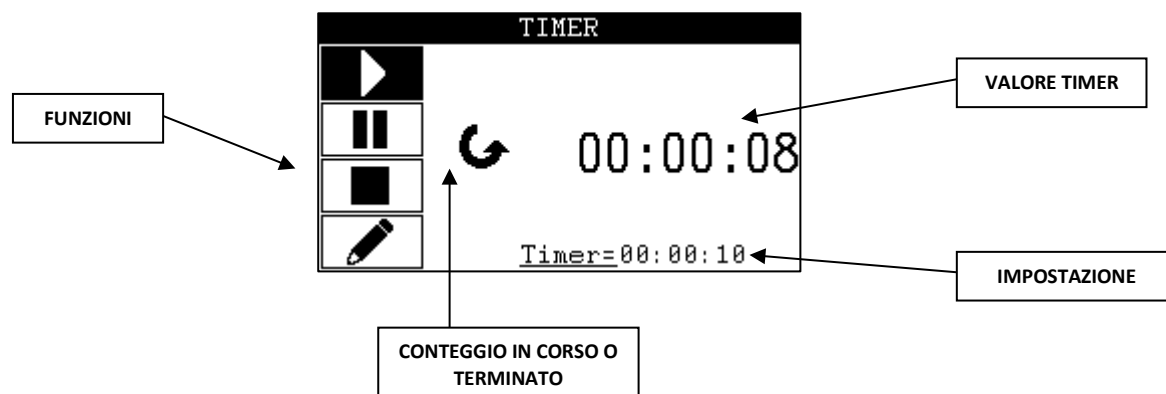 TIMER
VALORE TIMER
FUNZIONI
00:00:08
Timer=00:00:10
IMPOSTAZIONE
CONTEGGIO IN CORSO O
TERMINATO